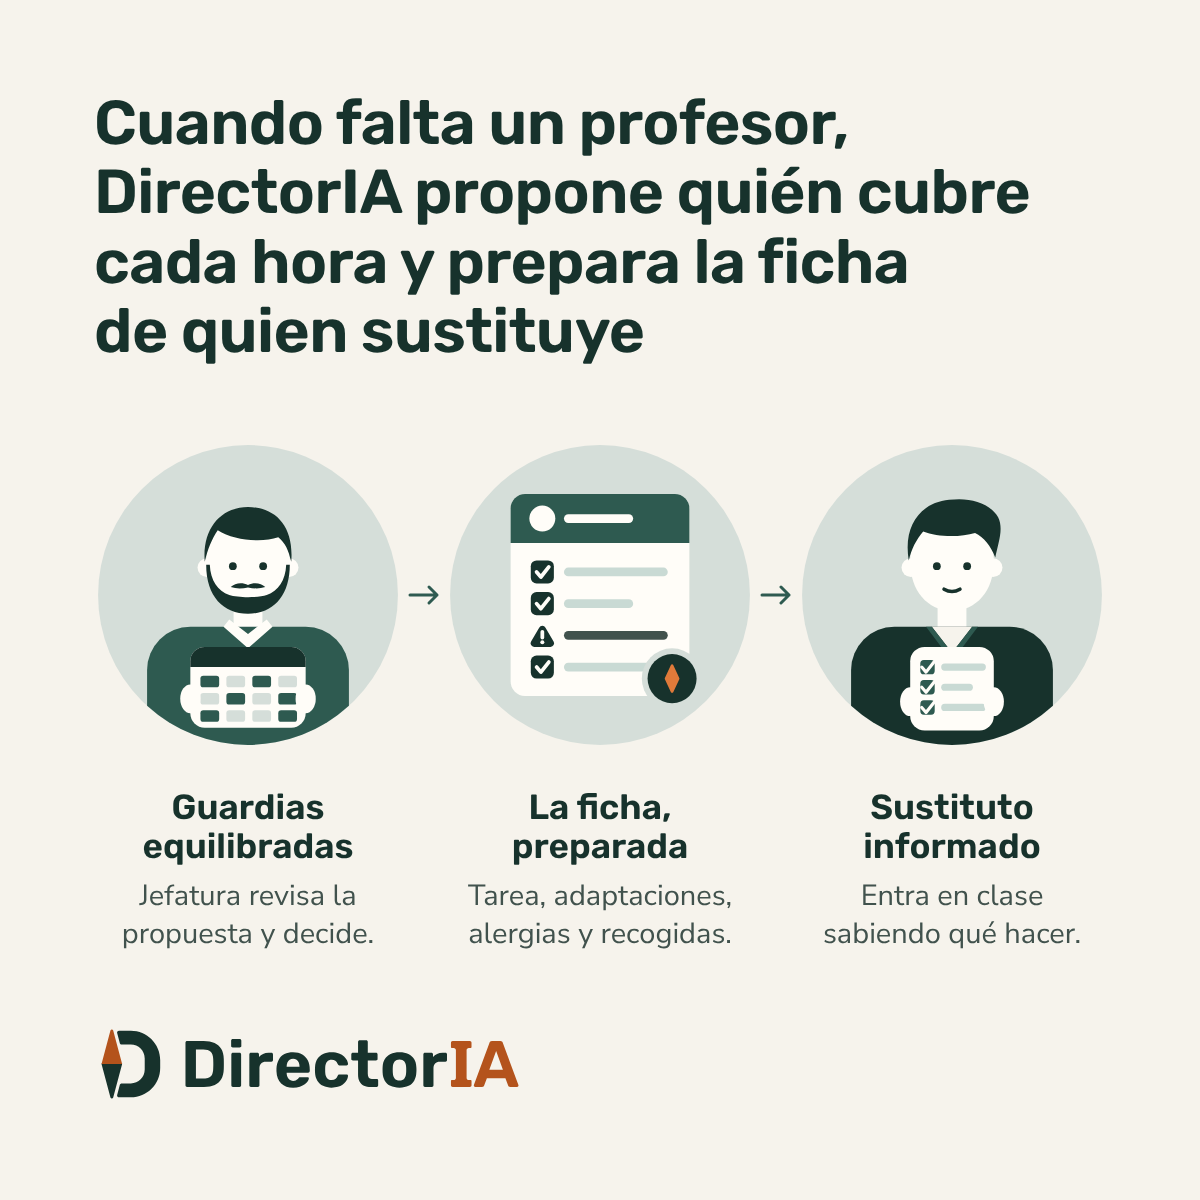 Cuando falta un profesor,
DirectorIA propone quién cubre
cada hora y prepara la ficha
de quien sustituye
Guardias
equilibradas
Jefatura revisa la
propuesta y decide.
La ficha,
preparada
Tarea, adaptaciones,
alergias y recogidas.
Sustituto
informado
Entra en clase
sabiendo qué hacer.
DirectorIA